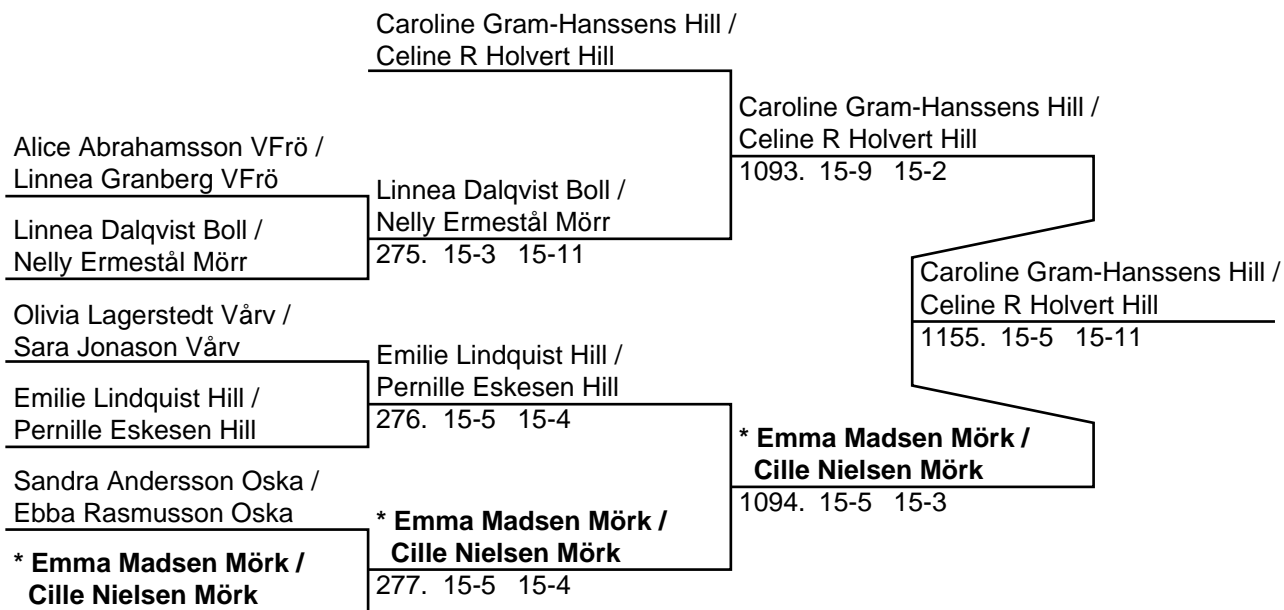 Caroline Gram-Hanssens Hill /
Celine R Holvert Hill
Caroline Gram-Hanssens Hill /
Celine R Holvert Hill
1093. 15-9 15-2
Alice Abrahamsson VFrö /
Linnea Granberg VFrö
Linnea Dalqvist Boll /
Nelly Ermestål Mörr
275. 15-3 15-11
Linnea Dalqvist Boll /
Nelly Ermestål Mörr
Caroline Gram-Hanssens Hill /
Celine R Holvert Hill
1155. 15-5 15-11
Olivia Lagerstedt Vårv /
Sara Jonason Vårv
Emilie Lindquist Hill /
Pernille Eskesen Hill
276. 15-5 15-4
Emilie Lindquist Hill /
Pernille Eskesen Hill
* Emma Madsen Mörk /
Cille Nielsen Mörk
1094. 15-5 15-3
Sandra Andersson Oska /
Ebba Rasmusson Oska
* Emma Madsen Mörk /
Cille Nielsen Mörk
277. 15-5 15-4
* Emma Madsen Mörk /
Cille Nielsen Mörk